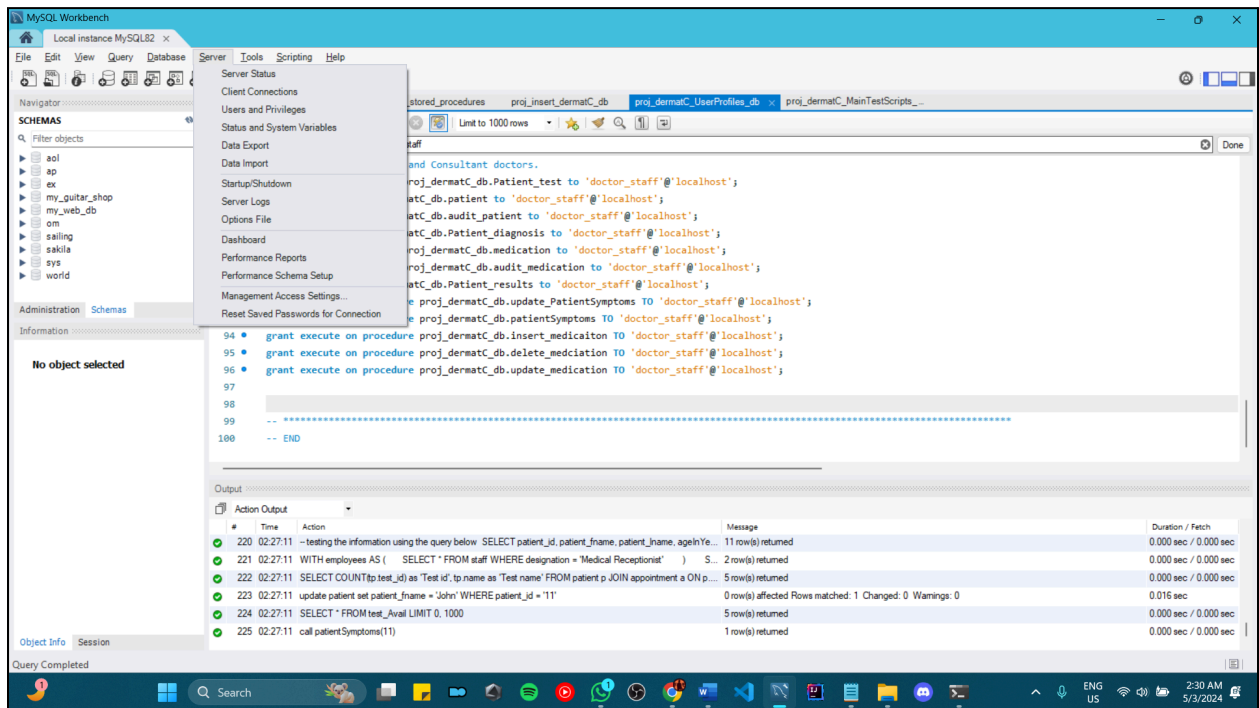 MySQL Workbench
Local instance MySQL82
File Edit View Query Database Server Tools Scripting Help
Server Status
Client Connections
Users and Privileges
Status and System Variables
Data Export
Data Import
Startup/Shutdown
Server Logs
Options File
Dashboard
Performance Reports
Performance Schema Setup
Management Access Settings...
Reset Saved Passwords for Connection
Navigator
SCHEMAS
Filter objects
aol
ap
ex
my_guitar_shop
my_web_db
om
sailing
sakila
sys
world
Administration Schemas
Information
No object selected
Object Info Session
_stored_procedures proj_insert_dermatC_db proj_dermatC_UserProfiles_db proj_dermatC_MainTestScripts_...
Limit to 1000 rows
staff Done
and Consultant doctors.
roj_dermatC_db.Patient_test to 'doctor_staff'@'localhost';
atC_db.patient to 'doctor_staff'@'localhost';
atC_db.audit_patient to 'doctor_staff'@'localhost';
atC_db.Patient_diagnosis to 'doctor_staff'@'localhost';
roj_dermatC_db.medication to 'doctor_staff'@'localhost';
roj_dermatC_db.audit_medication to 'doctor_staff'@'localhost';
atC_db.Patient_results to 'doctor_staff'@'localhost';
e proj_dermatC_db.update_PatientSymptoms TO 'doctor_staff'@'localhost';
e proj_dermatC_db.patientSymptoms TO 'doctor_staff'@'localhost';
94 grant execute on procedure proj_dermatC_db.insert_medicaiton TO 'doctor_staff'@'localhost';
95 grant execute on procedure proj_dermatC_db.delete_medciation TO 'doctor_staff'@'localhost';
96 grant execute on procedure proj_dermatC_db.update_medication TO 'doctor_staff'@'localhost';
97
98
99 -- ********************************************************************************************************************************
100 -- END
Output
Action Output
# Time Action Message Duration / Fetch
220 02:27:11 --testing the information using the query below SELECT patient_id, patient_fname, patient_lname, ageInYe... 11 row(s) returned 0.000 sec / 0.000 sec
221 02:27:11 WITH employees AS ( SELECT * FROM staff WHERE designation = 'Medical Receptionist' ) S... 2 row(s) returned 0.000 sec / 0.000 sec
222 02:27:11 SELECT COUNT(tp.test_id) as 'Test id', tp.name as 'Test name' FROM patient p JOIN appointment a ON p.... 5 row(s) returned 0.000 sec / 0.000 sec
223 02:27:11 update patient set patient_fname = 'John' WHERE patient_id = '11' 0 row(s) affected Rows matched: 1 Changed: 0 Warnings: 0 0.016 sec
224 02:27:11 SELECT * FROM test_Avail LIMIT 0, 1000 5 row(s) returned 0.000 sec / 0.000 sec
225 02:27:11 call patientSymptoms(11) 1 row(s) returned 0.000 sec / 0.000 sec
Query Completed
1 Search 1 ENG US 2:30 AM 5/3/2024